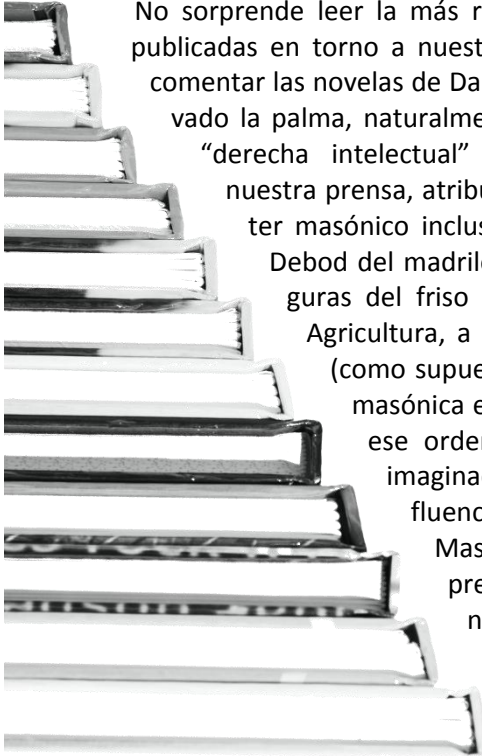 No sorprende leer la más r
publicadas en torno a nuest
comentar las novelas de Da
vado la palma, naturalme
“derecha intelectual”
nuestra prensa, atribu
ter masónico inclus
Debod del madril
guras del friso
Agricultura, a
(como supue
masónica e
ese orde
imagina
fluenc
Mas
pre
n